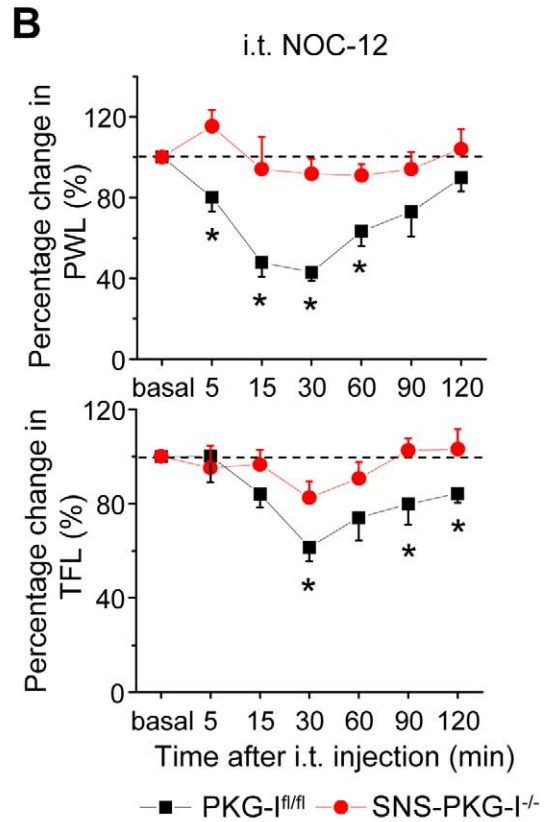 B
i.t. NOC-12
Percentage change in
PWL (%)
120
80
40
0
* * * *
basal 5 15 30 60 90 120
Percentage change in
TFL (%)
120
80
40
0
* * *
basal 5 15 30 60 90 120
Time after i.t. injection (min)
PKG-I^fl/fl SNS-PKG-I^-/-